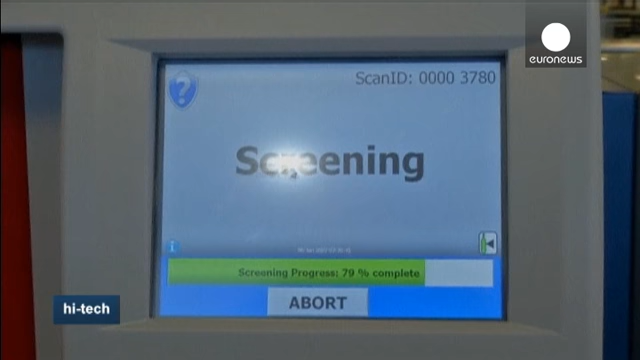 euronews
ScanID: 0000 3780
?
Screening
i
Screening Progress: 79 % complete
ABORT
hi-tech